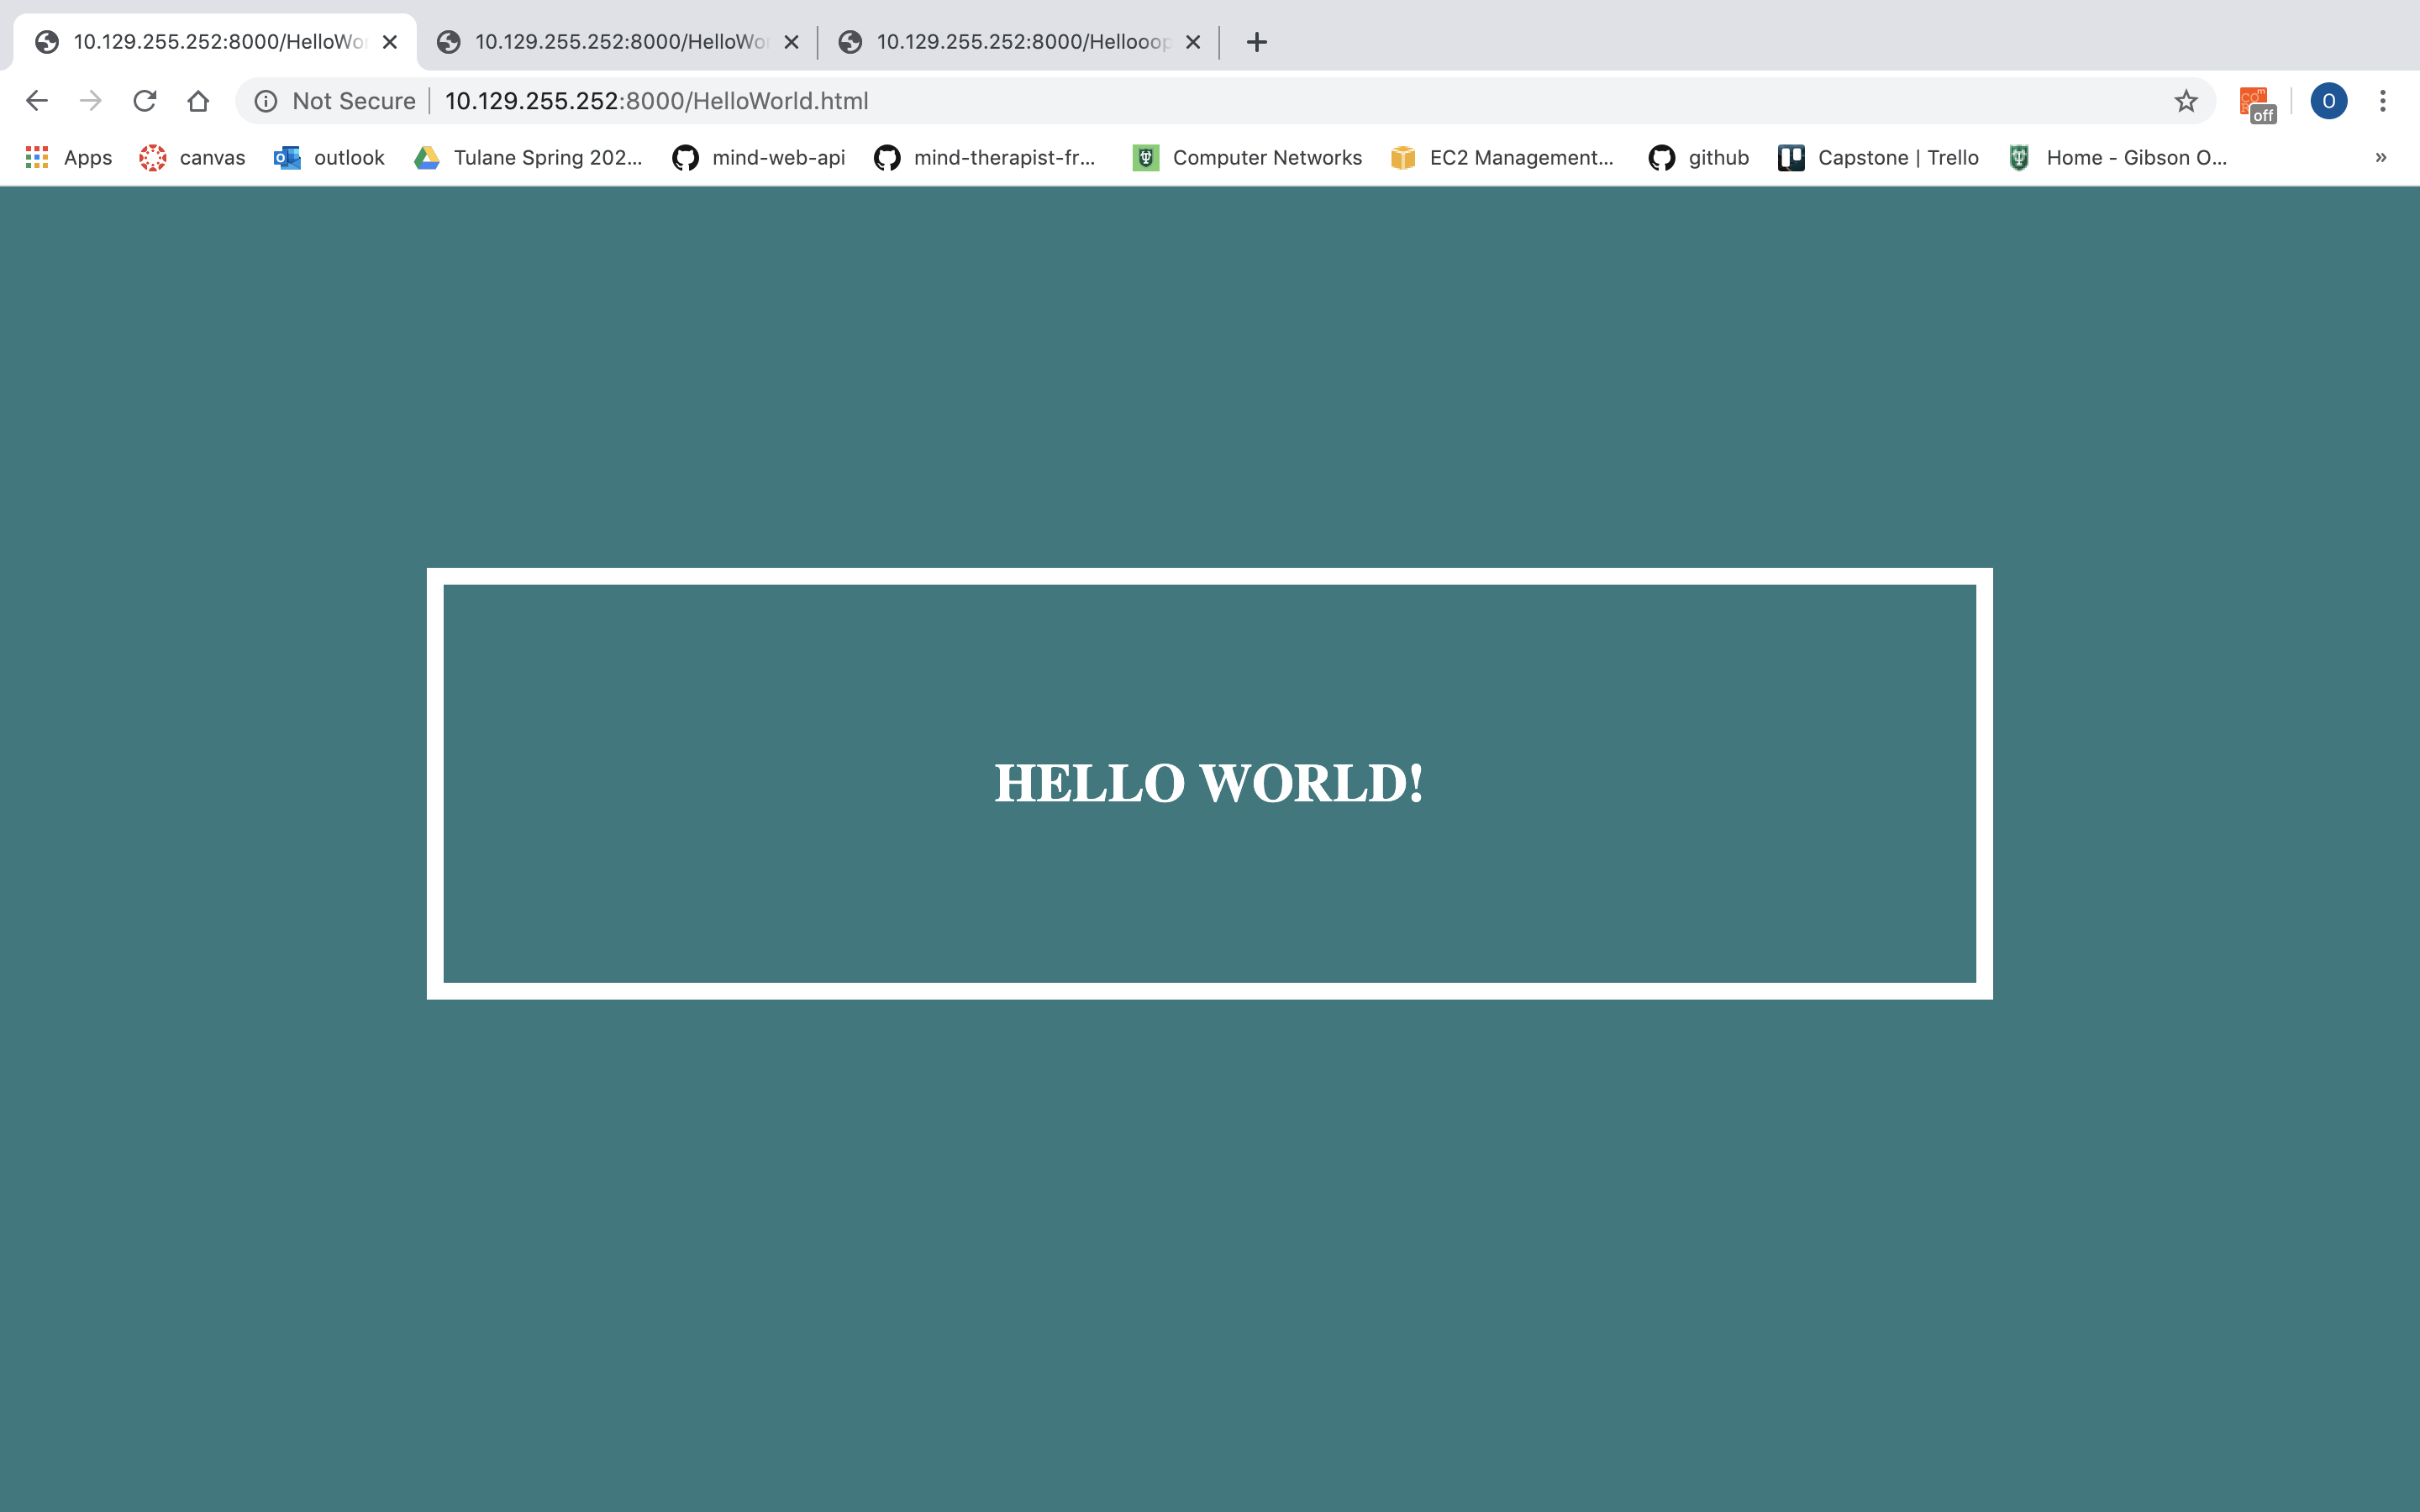 10.129.255.252:8000/HelloWor
10.129.255.252:8000/HelloWor
10.129.255.252:8000/Hellooop
Not Secure 10.129.255.252:8000/HelloWorld.html
off O
Apps canvas outlook Tulane Spring 202... mind-web-api mind-therapist-fr... Computer Networks EC2 Management... github Capstone | Trello Home - Gibson O... »
HELLO WORLD!